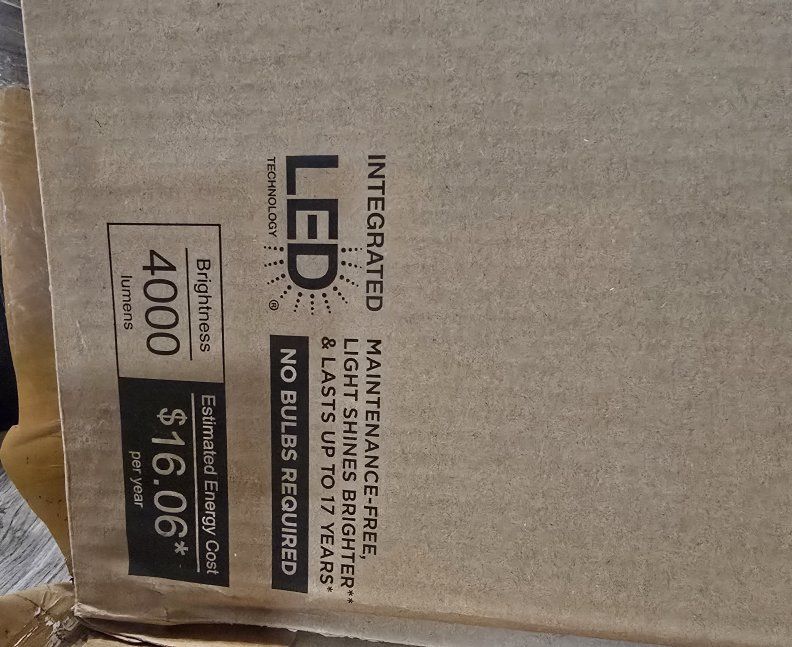 INTEGRATED
LED
TECHNOLOGY ®
MAINTENANCE-FREE,
LIGHT SHINES BRIGHTER**
& LASTS UP TO 17 YEARS*
NO BULBS REQUIRED
Brightness
4000
lumens
Estimated Energy Cost
$16.06*
per year